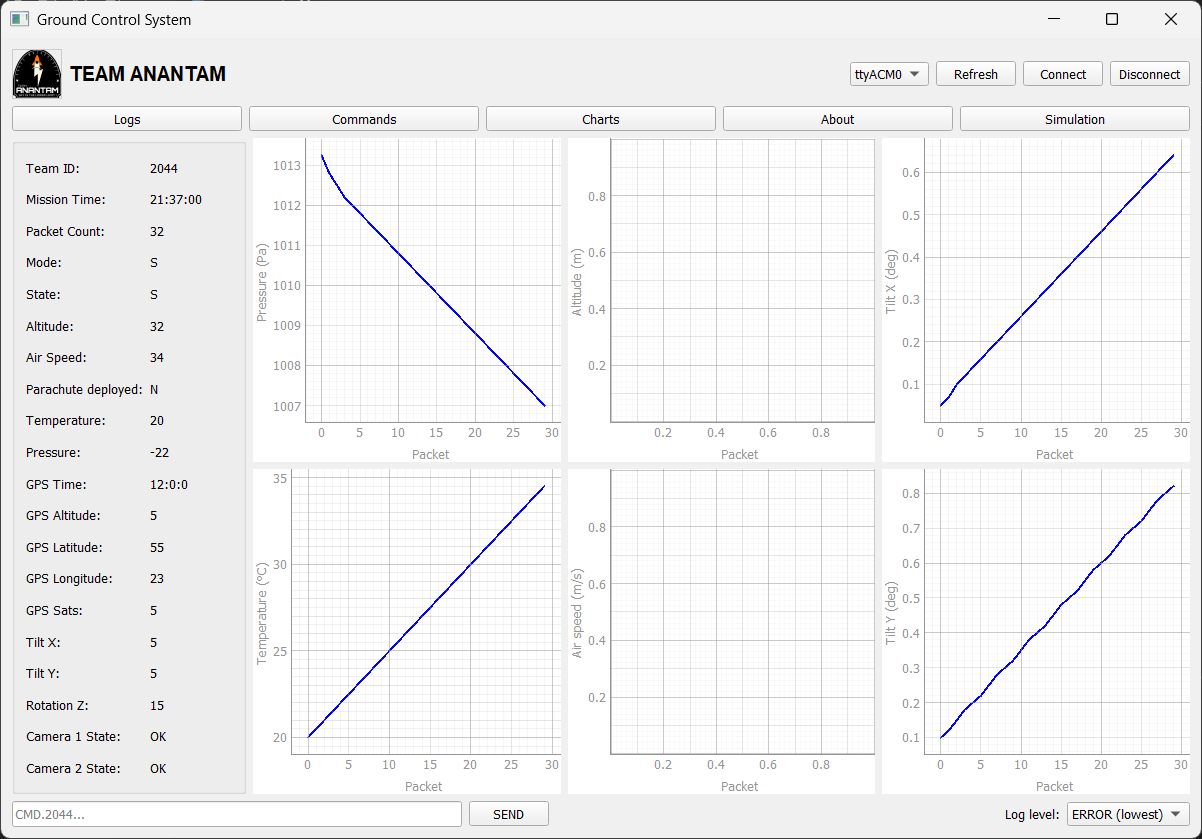 Ground Control System
ANANTAM
TEAM ANANTAM
ttyACM0
Refresh
Connect
Disconnect
Logs
Commands
Charts
About
Simulation
Team ID: 2044
Mission Time: 21:37:00
Packet Count: 32
Mode: S
State: S
Altitude: 32
Air Speed: 34
Parachute deployed: N
Temperature: 20
Pressure: -22
GPS Time: 12:0:0
GPS Altitude: 5
GPS Latitude: 55
GPS Longitude: 23
GPS Sats: 5
Tilt X: 5
Tilt Y: 5
Rotation Z: 15
Camera 1 State: OK
Camera 2 State: OK
Pressure (Pa)
1013
1012
1011
1010
1009
1008
1007
0 5 10 15 20 25 30
Packet
Altitude (m)
0.8
0.6
0.4
0.2
0.2 0.4 0.6 0.8
Packet
Tilt X (deg)
0.6
0.5
0.4
0.3
0.2
0.1
0 5 10 15 20 25 30
Packet
Temperature (°C)
35
30
25
20
0 5 10 15 20 25 30
Packet
Air speed (m/s)
0.8
0.6
0.4
0.2
0.2 0.4 0.6 0.8
Packet
Tilt Y (deg)
0.8
0.7
0.6
0.5
0.4
0.3
0.2
0.1
0 5 10 15 20 25 30
Packet
CMD.2044...
SEND
Log level: ERROR (lowest)